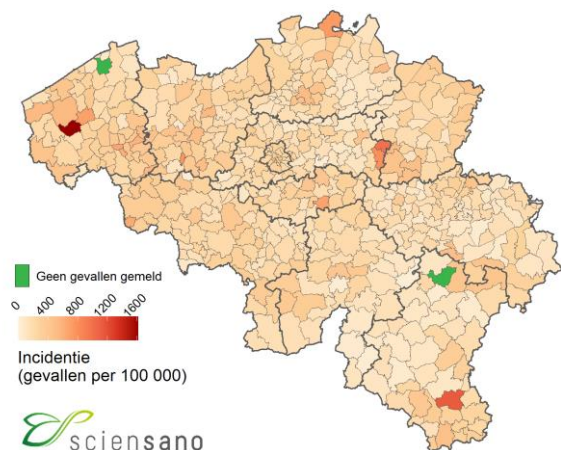 Geen gevallen gemeld
0 400 800 1200 1600
Incidentie
(gevallen per 100 000)
sciensano